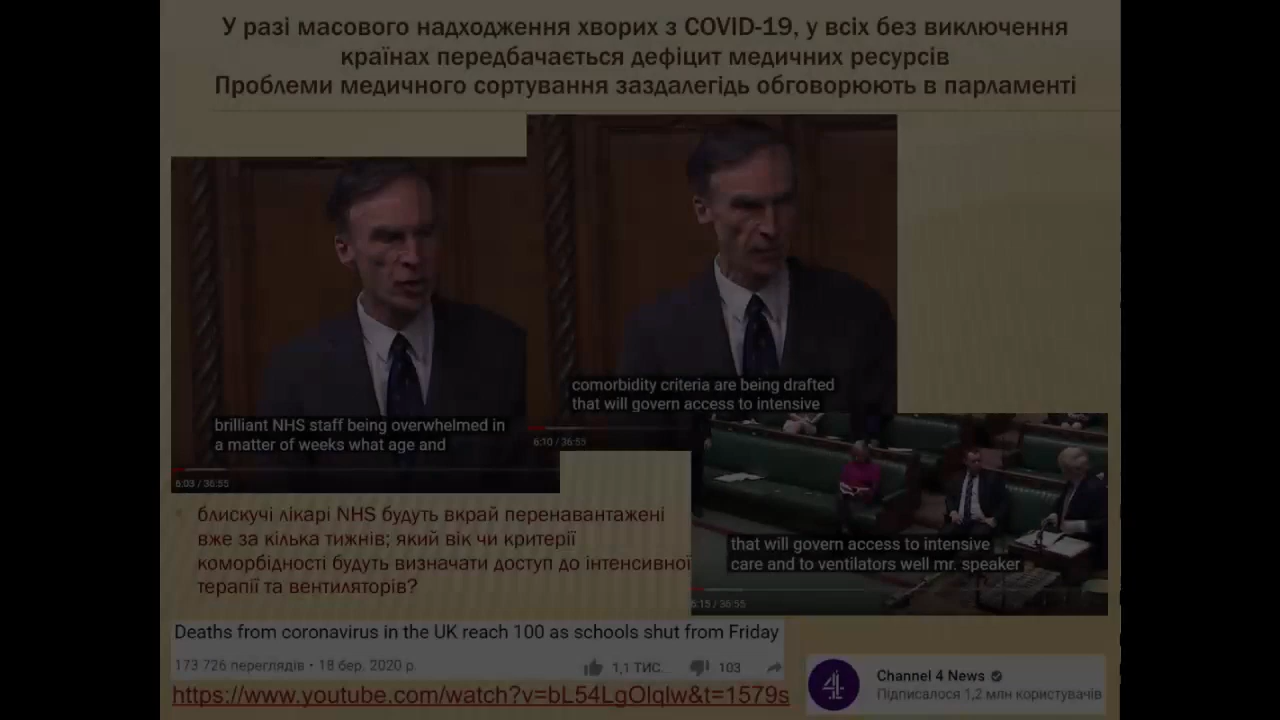 У разі масового надходження хворих з COVID-19, у всіх без виключення
країнах передбачається дефіцит медичних ресурсів
Проблеми медичного сортування заздалегідь обговорюють в парламенті
brilliant NHS staff being overwhelmed in
a matter of weeks what age and
6:03 / 36:55
comorbidity criteria are being drafted
that will govern access to intensive
6:10 / 36:55
that will govern access to intensive
care and to ventilators well mr. speaker
6:15 / 36:55
блискучі лікарі NHS будуть вкрай перенавантажені
вже за кілька тижнів; який вік чи критерії
коморбідності будуть визначати доступ до інтенсивної
терапії та вентиляторів?
Deaths from coronavirus in the UK reach 100 as schools shut from Friday
173 726 переглядів • 18 бер. 2020 р.
1,1 ТИС...
103
https://www.youtube.com/watch?v=bL54LgOlqlw&t=1579s
4
Channel 4 News
Підписалося 1,2 млн користувачів